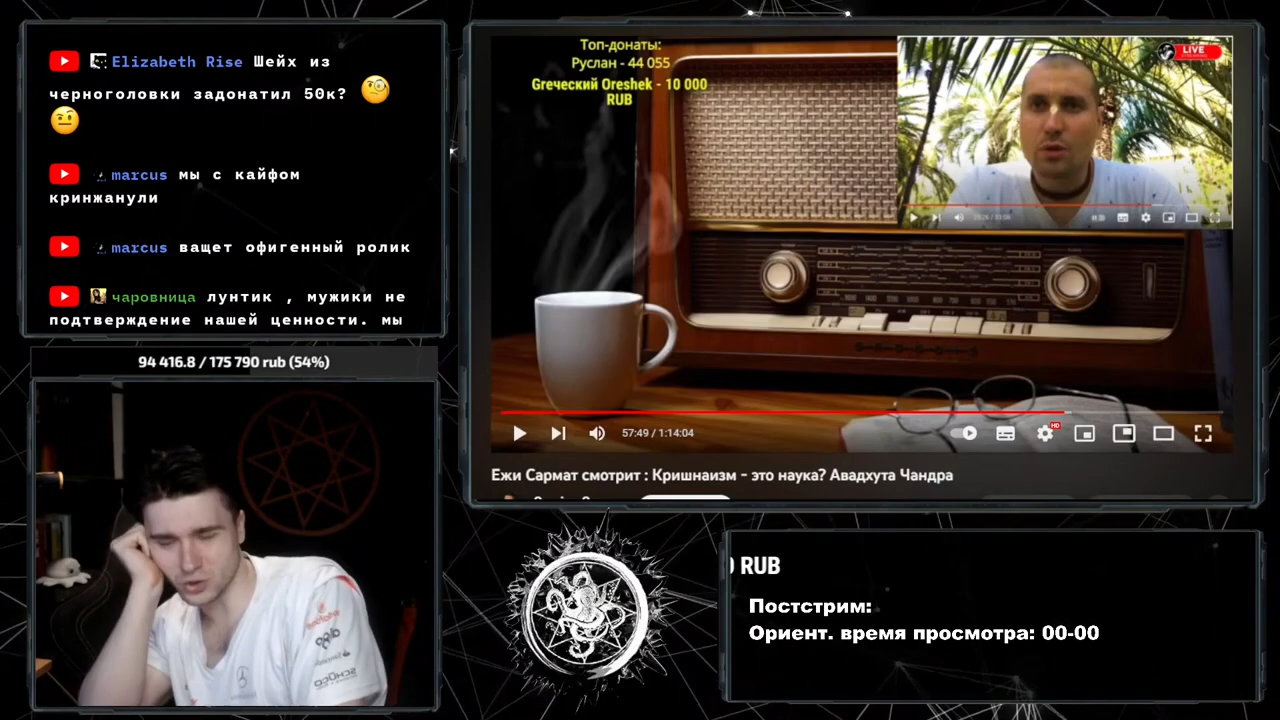 Elizabeth Rise Шейх из
черноголовки задонатил 50к?
marcus мы с кайфом
кринжанули
marcus ващет офигенный ролик
чаровница лунтик , мужики не
подтверждение нашей ценности. мы
94 416.8 / 175 790 rub (54%)
Топ-донаты:
Руслан - 44 055
Greческий Oreshek - 10 000
RUB
LIVE
57:49 / 1:14:04
HD
Ежи Сармат смотрит : Кришнаизм - это наука? Авадхута Чандра
RUB
Постстрим:
Ориент. время просмотра: 00-00